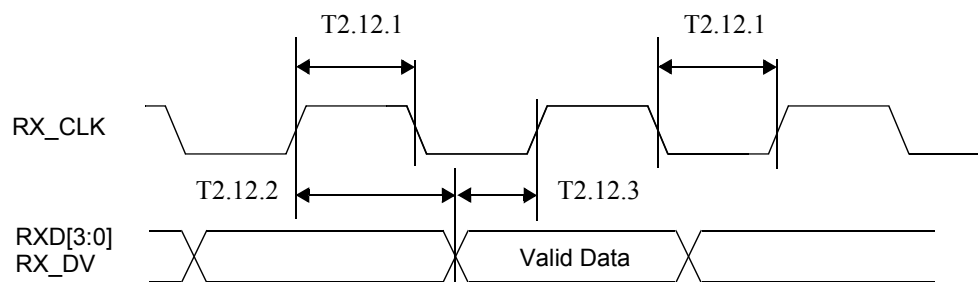 T2.12.1 T2.12.1
RX_CLK
T2.12.2 T2.12.3
RXD[3:0]
RX_DV Valid Data